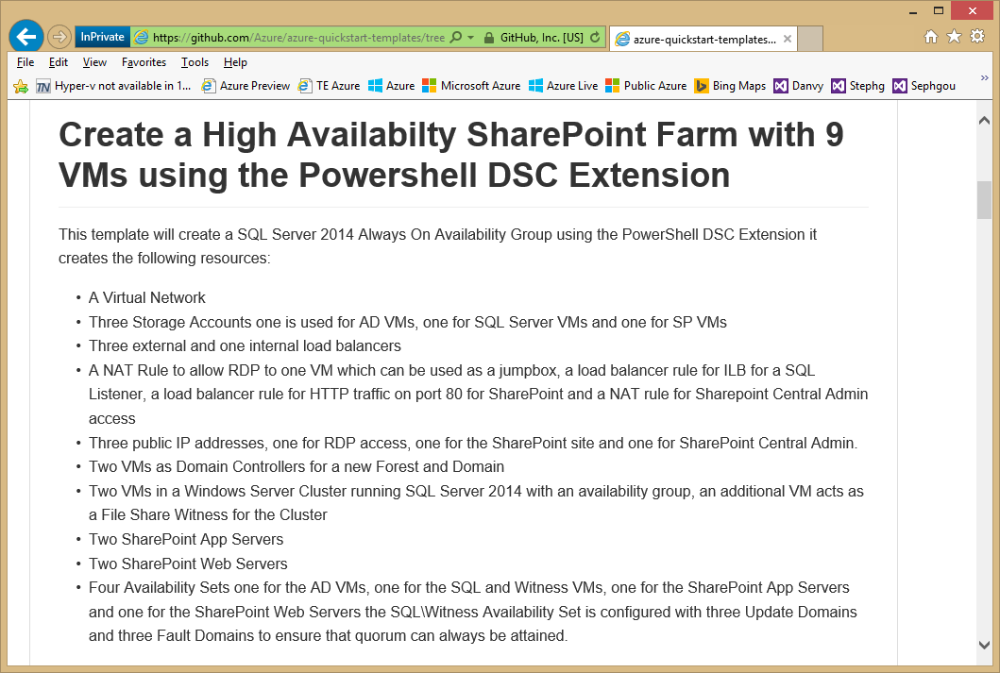 InPrivate
https://github.com/Azure/azure-quickstart-templates/tree
GitHub, Inc. [US]
azure-quickstart-templates...
File Edit View Favorites Tools Help
TN Hyper-v not available in 1... Azure Preview TE Azure Azure Microsoft Azure Azure Live Public Azure Bing Maps Danvy Stephg Sephgou
Create a High Availabilty SharePoint Farm with 9
VMs using the Powershell DSC Extension
This template will create a SQL Server 2014 Always On Availability Group using the PowerShell DSC Extension it
creates the following resources:
• A Virtual Network
• Three Storage Accounts one is used for AD VMs, one for SQL Server VMs and one for SP VMs
• Three external and one internal load balancers
• A NAT Rule to allow RDP to one VM which can be used as a jumpbox, a load balancer rule for ILB for a SQL
Listener, a load balancer rule for HTTP traffic on port 80 for SharePoint and a NAT rule for Sharepoint Central Admin
access
• Three public IP addresses, one for RDP access, one for the SharePoint site and one for SharePoint Central Admin.
• Two VMs as Domain Controllers for a new Forest and Domain
• Two VMs in a Windows Server Cluster running SQL Server 2014 with an availability group, an additional VM acts as
a File Share Witness for the Cluster
• Two SharePoint App Servers
• Two SharePoint Web Servers
• Four Availability Sets one for the AD VMs, one for the SQL and Witness VMs, one for the SharePoint App Servers
and one for the SharePoint Web Servers the SQL\Witness Availability Set is configured with three Update Domains
and three Fault Domains to ensure that quorum can always be attained.